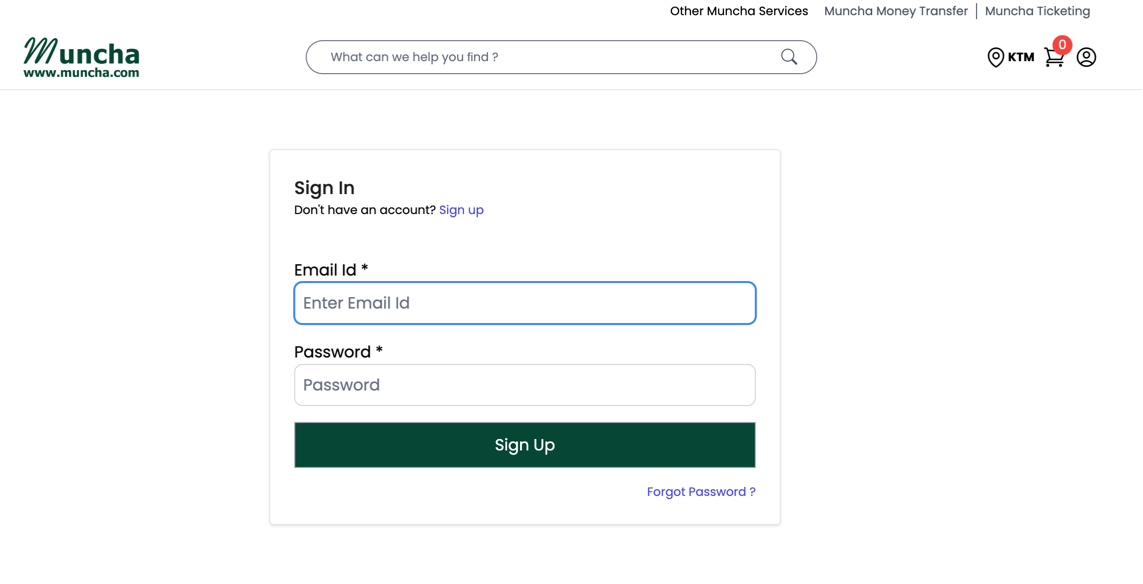 Other Muncha Services Muncha Money Transfer | Muncha Ticketing
Muncha
www.muncha.com
What can we help you find ?
KTM
0
Sign In
Don't have an account? Sign up
Email Id *
Enter Email Id
Password *
Password
Sign Up
Forgot Password ?